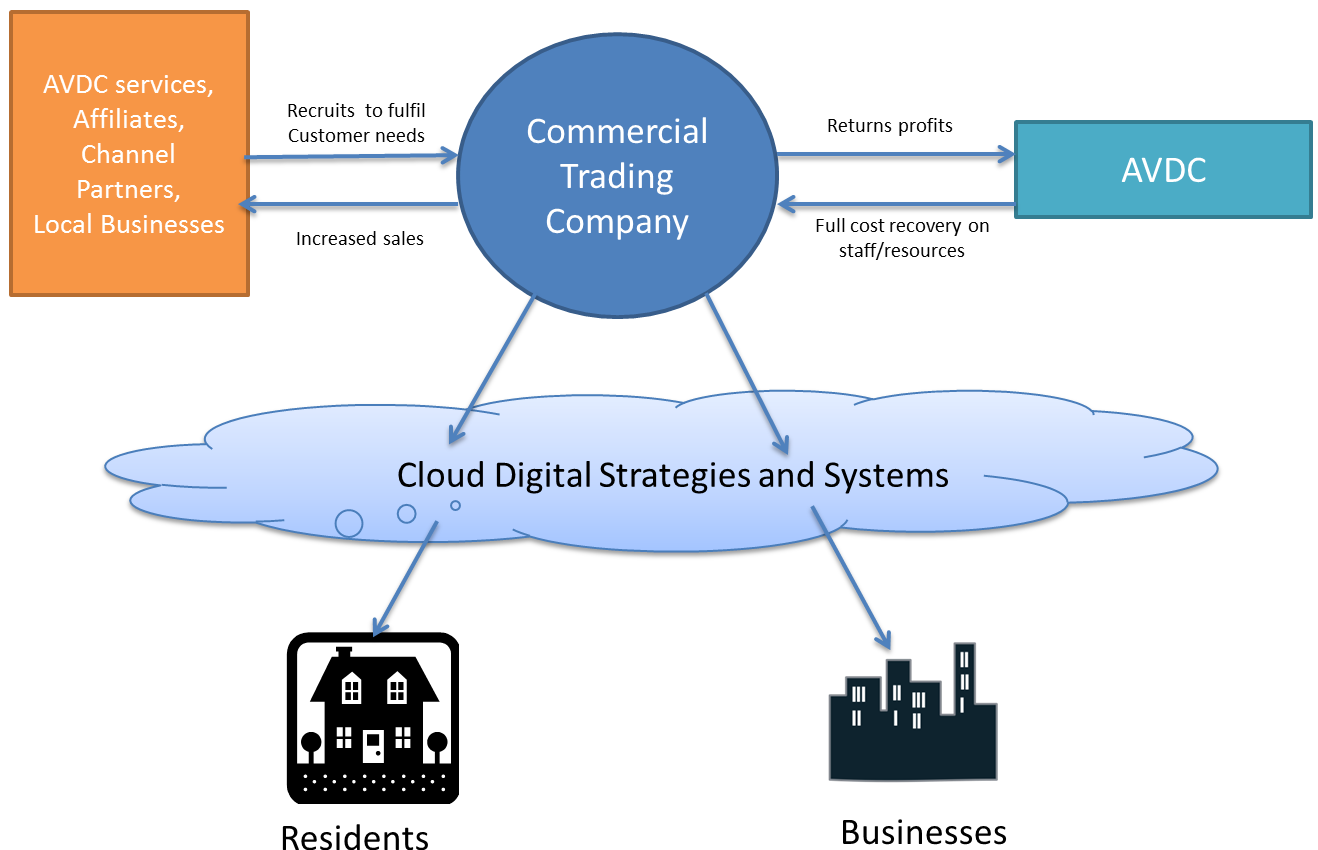 AVDC services,
Affiliates,
Channel
Partners,
Local Businesses
Recruits to fulfil
Customer needs
Increased sales
Commercial
Trading
Company
Returns profits
Full cost recovery on
staff/resources
AVDC
Cloud Digital Strategies and Systems
Residents
Businesses